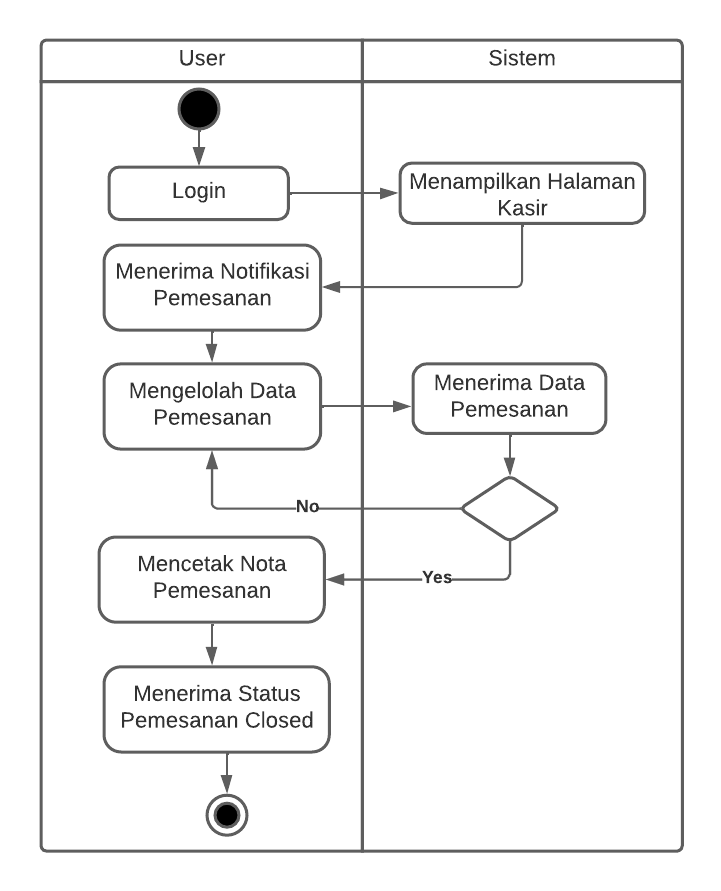 User
Sistem
Login
Menampilkan Halaman
Kasir
Menerima Notifikasi
Pemesanan
Mengelolah Data
Pemesanan
Menerima Data
Pemesanan
No
Yes
Mencetak Nota
Pemesanan
Menerima Status
Pemesanan Closed